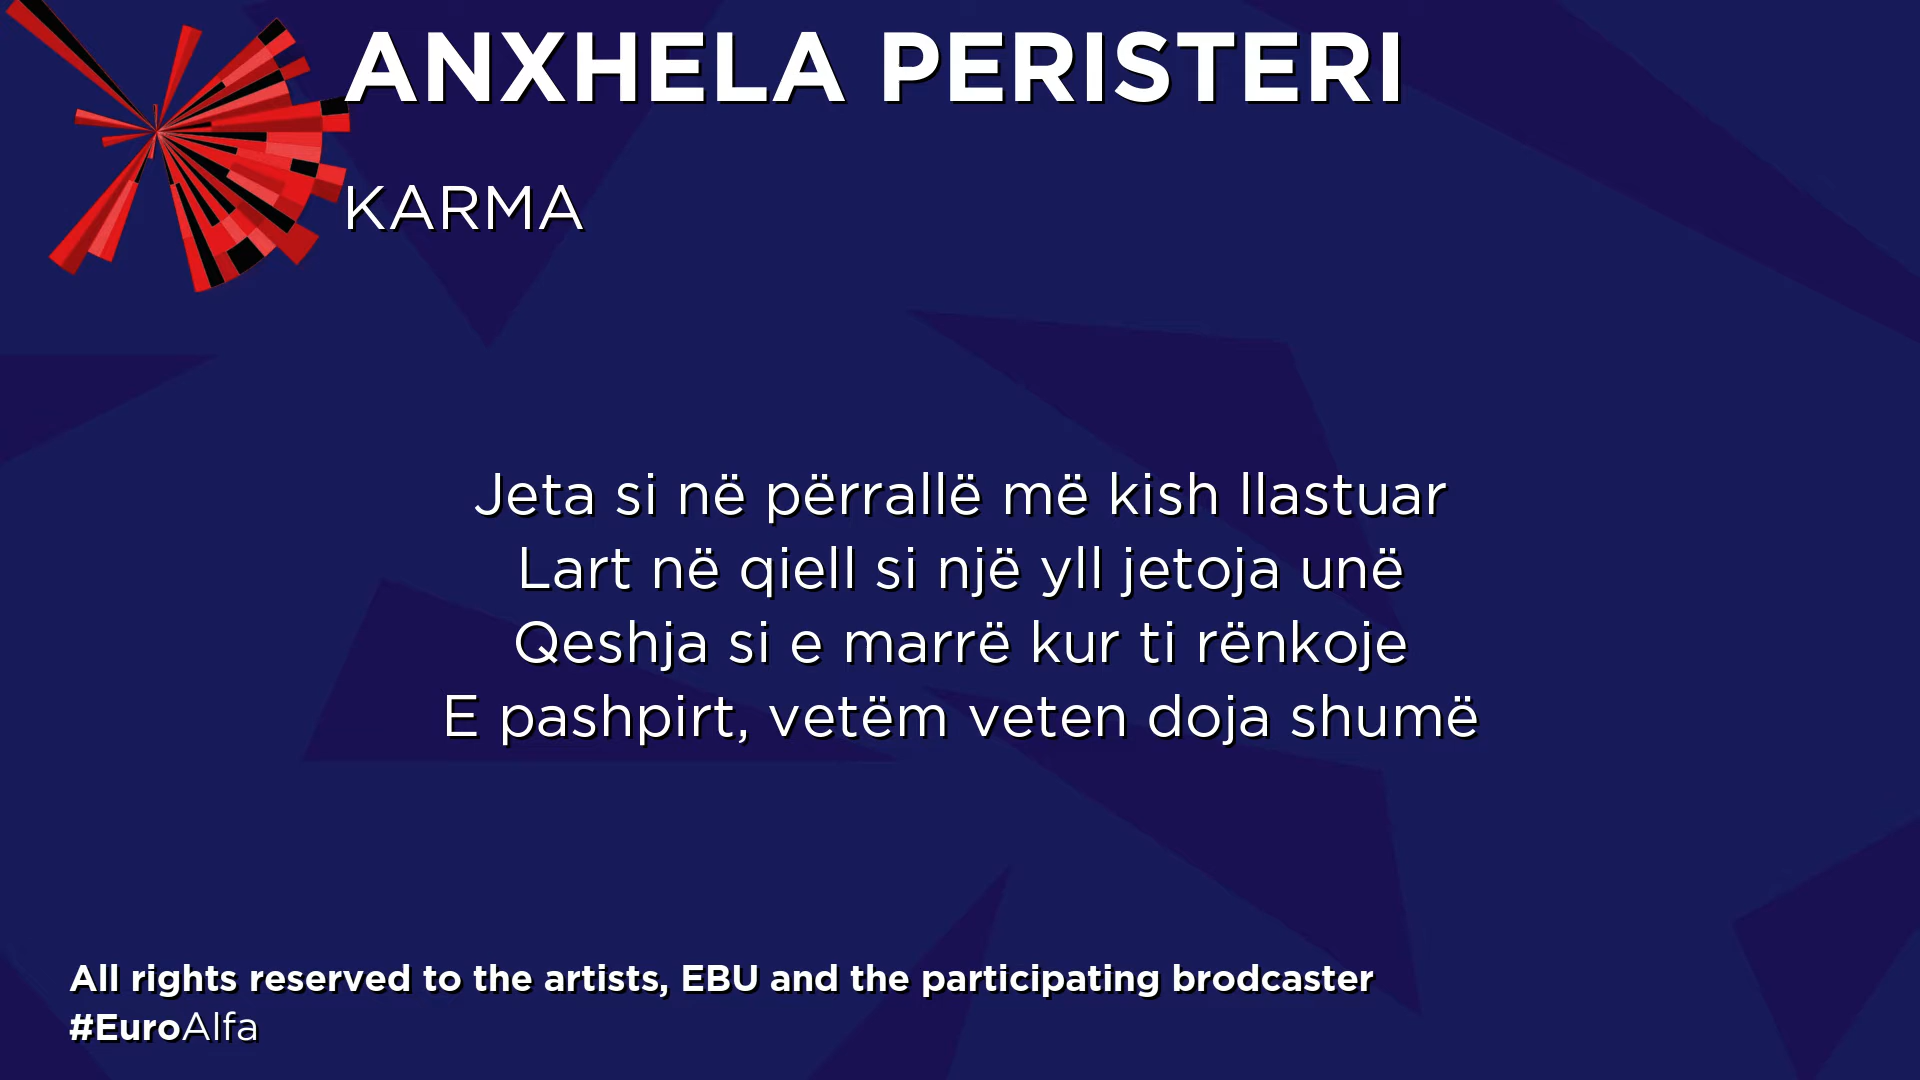 ANXHELA PERISTERI
KARMA
Jeta si në përrallë më kish llastuar
Lart në qiell si një yll jetoja unë
Qeshja si e marrë kur ti rënkoje
E pashpirt, vetëm veten doja shumë
All rights reserved to the artists, EBU and the participating brodcaster
#EuroAlfa